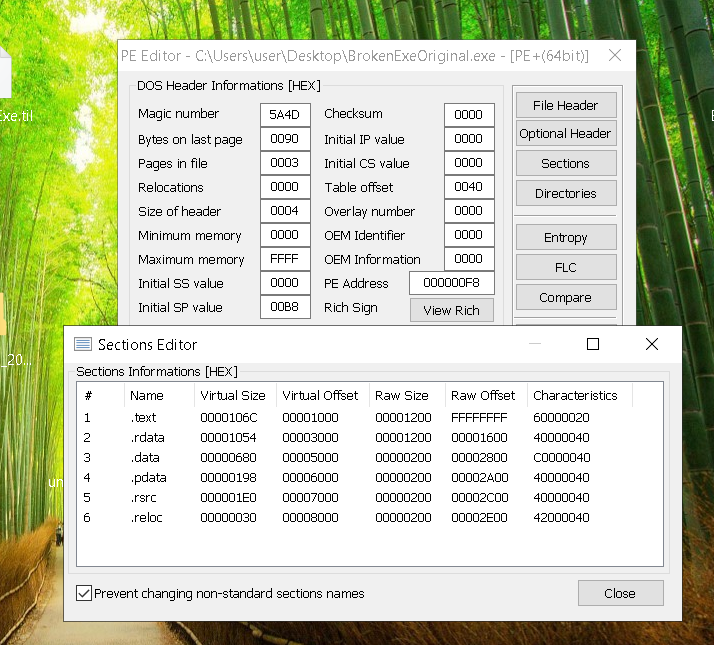 PE Editor - C:\Users\user\Desktop\BrokenExeOriginal.exe - [PE+(64bit)]
DOS Header Informations [HEX]
Magic number 5A4D Checksum 0000
Bytes on last page 0090 Initial IP value 0000
Pages in file 0003 Initial CS value 0000
Relocations 0000 Table offset 0040
Size of header 0004 Overlay number 0000
Minimum memory 0000 OEM Identifier 0000
Maximum memory FFFF OEM Information 0000
Initial SS value 0000 PE Address 000000F8
Initial SP value 00B8 Rich Sign View Rich
File Header
Optional Header
Sections
Directories
Entropy
FLC
Compare
Exe.til
_20...
un
Sections Editor
Sections Informations [HEX]
# Name Virtual Size Virtual Offset Raw Size Raw Offset Characteristics
1 .text 0000106C 00001000 00001200 FFFFFFFF 60000020
2 .rdata 00001054 00003000 00001200 00001600 40000040
3 .data 00000680 00005000 00000200 00002800 C0000040
4 .pdata 00000198 00006000 00000200 00002A00 40000040
5 .rsrc 000001E0 00007000 00000200 00002C00 40000040
6 .reloc 00000030 00008000 00000200 00002E00 42000040
Prevent changing non-standard sections names
Close